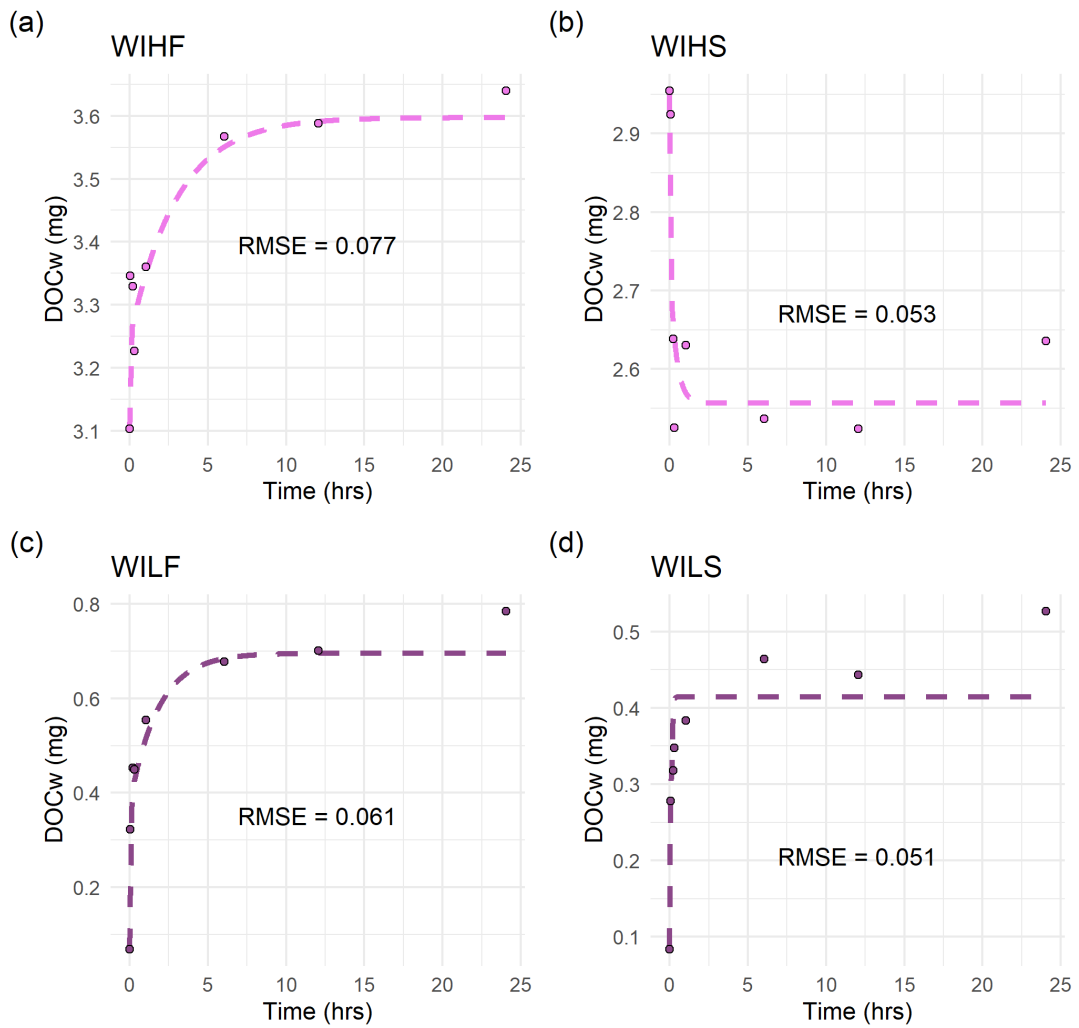 (a)
WIHF
DOCw (mg)
3.6
3.5
3.4
3.3
3.2
3.1
RMSE = 0.077
0 5 10 15 20 25
Time (hrs)
(b)
WIHS
DOCw (mg)
2.9
2.8
2.7
2.6
RMSE = 0.053
0 5 10 15 20 25
Time (hrs)
(c)
WILF
DOCw (mg)
0.8
0.6
0.4
0.2
RMSE = 0.061
0 5 10 15 20 25
Time (hrs)
(d)
WILS
DOCw (mg)
0.5
0.4
0.3
0.2
0.1
RMSE = 0.051
0 5 10 15 20 25
Time (hrs)